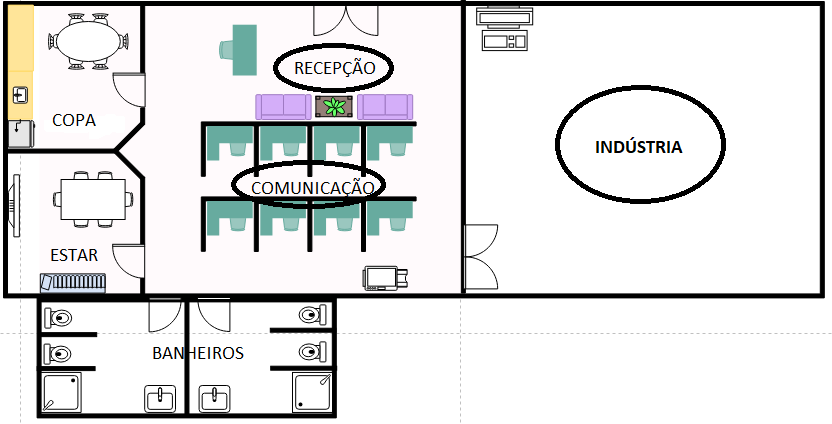 RECEPÇÃO
COPA
INDÚSTRIA
COMUNICAÇÃO
ESTAR
BANHEIROS